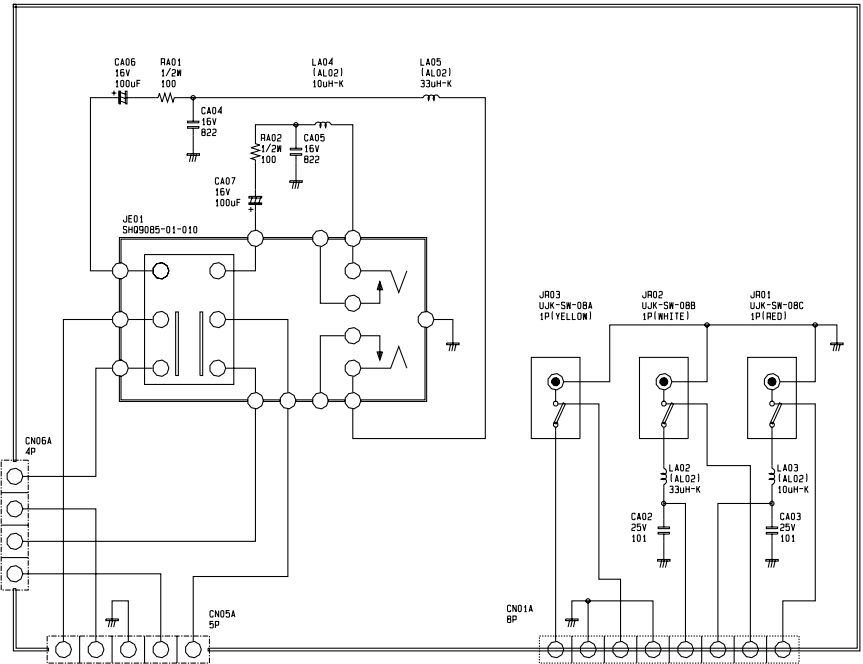 CA06
16V
100uF
+
RA01
1/2W
100
LA04
(AL02)
10uH-K
LA05
(AL02)
33uH-K
CA04
16V
822
RA02
1/2W
100
CA05
16V
822
CA07
16V
100uF
+
JE01
SHQ9085-01-010
JA03
UJK-SW-08A
1P(YELLOW)
JA02
UJK-SW-08B
1P(WHITE)
JA01
UJK-SW-08C
1P(RED)
CN06A
4P
LA02
(AL02)
33uH-K
LA03
(AL02)
10uH-K
CA02
25V
101
CA03
25V
101
CN05A
5P
CN01A
8P